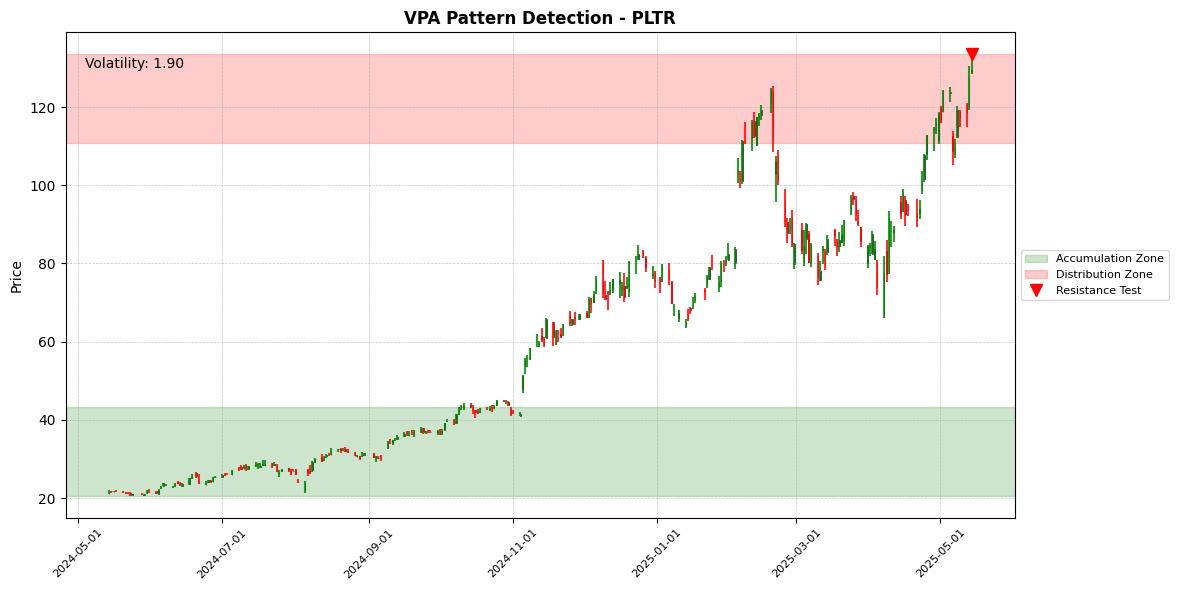 VPA Pattern Detection - PLTR
Volatility: 1.90
Price
120
100
80
60
40
20
2024-05-01
2024-07-01
2024-09-01
2024-11-01
2025-01-01
2025-03-01
2025-05-01
Accumulation Zone
Distribution Zone
Resistance Test